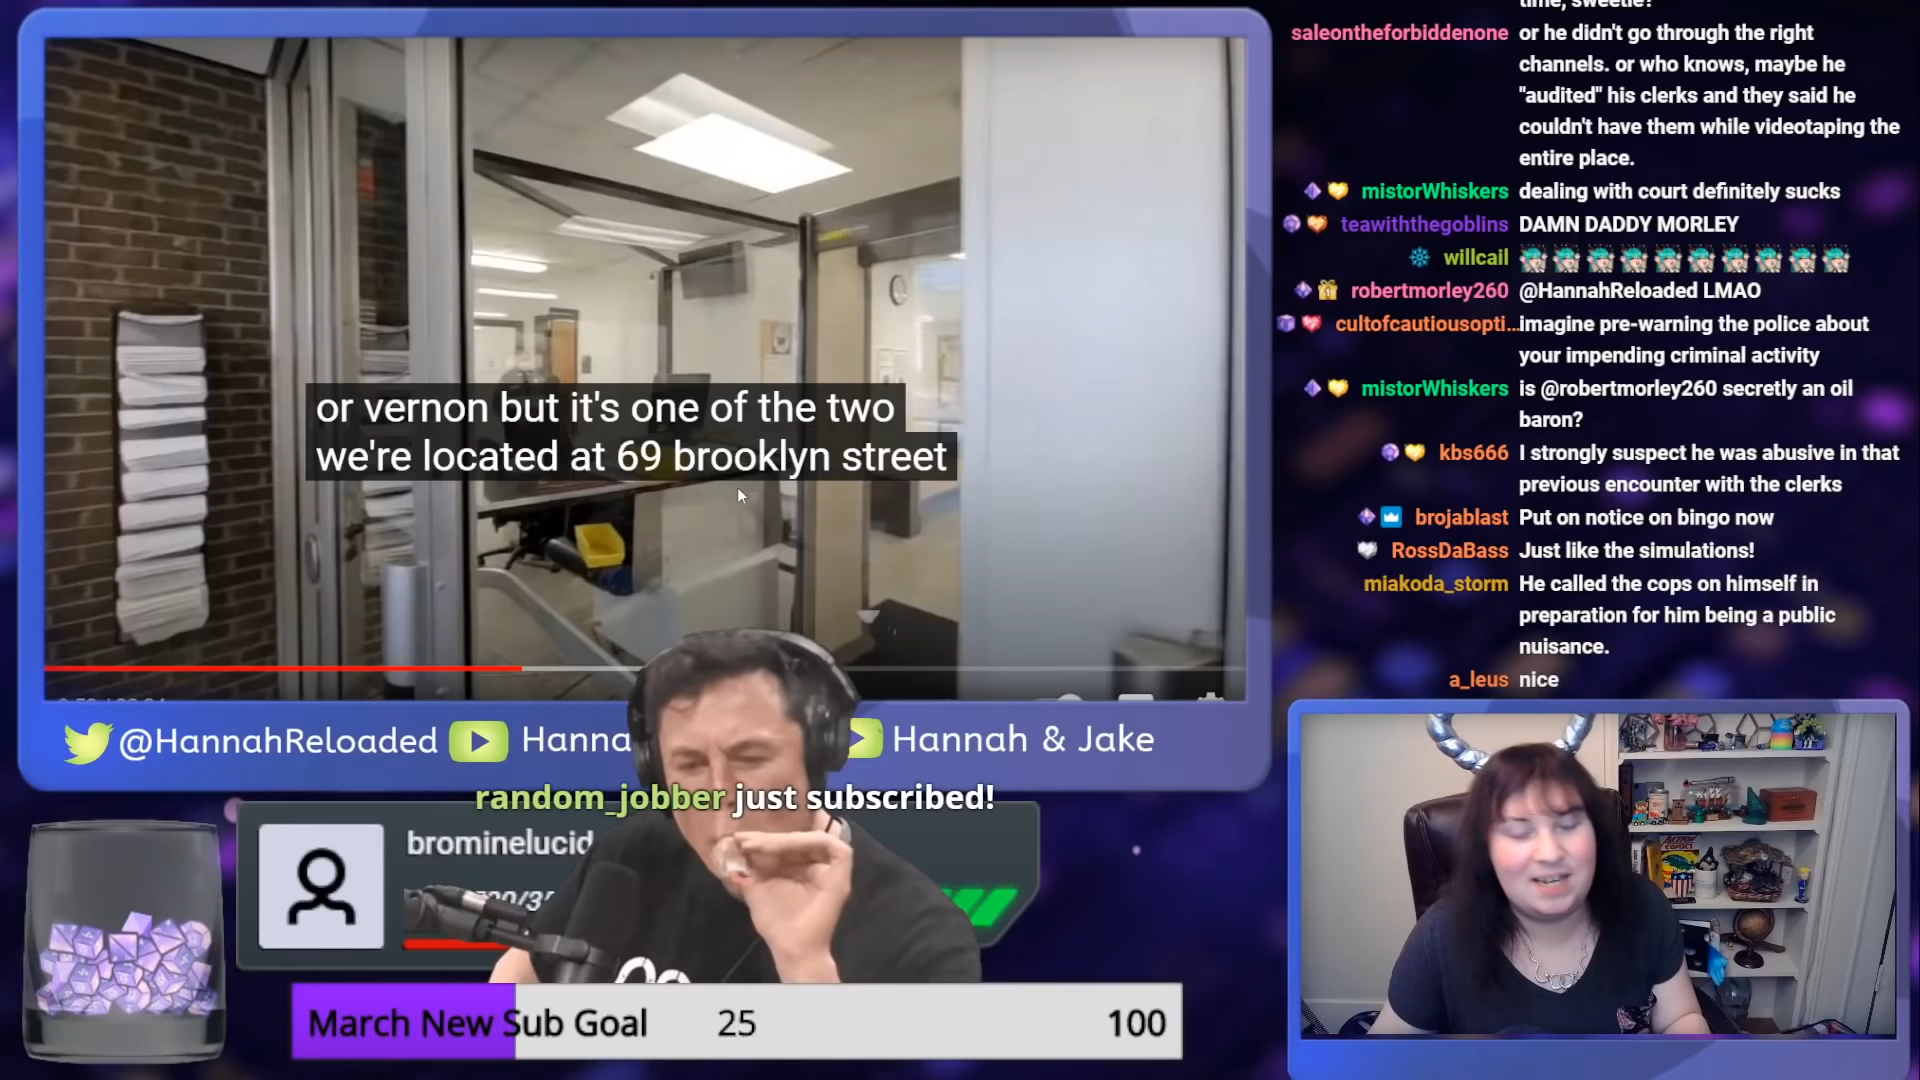 or vernon but it's one of the two
we're located at 69 brooklyn street
@HannahReloaded
Hanna
Hannah & Jake
random_jobber just subscribed!
brominelucid
March New Sub Goal 25 100
time, sweetie?
saleontheforbiddenone or he didn't go through the right
channels. or who knows, maybe he
"audited" his clerks and they said he
couldn't have them while videotaping the
entire place.
mistorWhiskers dealing with court definitely sucks
teawiththegoblins DAMN DADDY MORLEY
willcail
robertmorley260 @HannahReloaded LMAO
cultofcautiousopti... imagine pre-warning the police about
your impending criminal activity
mistorWhiskers is @robertmorley260 secretly an oil
baron?
kbs666 I strongly suspect he was abusive in that
previous encounter with the clerks
brojablast Put on notice on bingo now
RossDaBass Just like the simulations!
miakoda_storm He called the cops on himself in
preparation for him being a public
nuisance.
a_leus nice